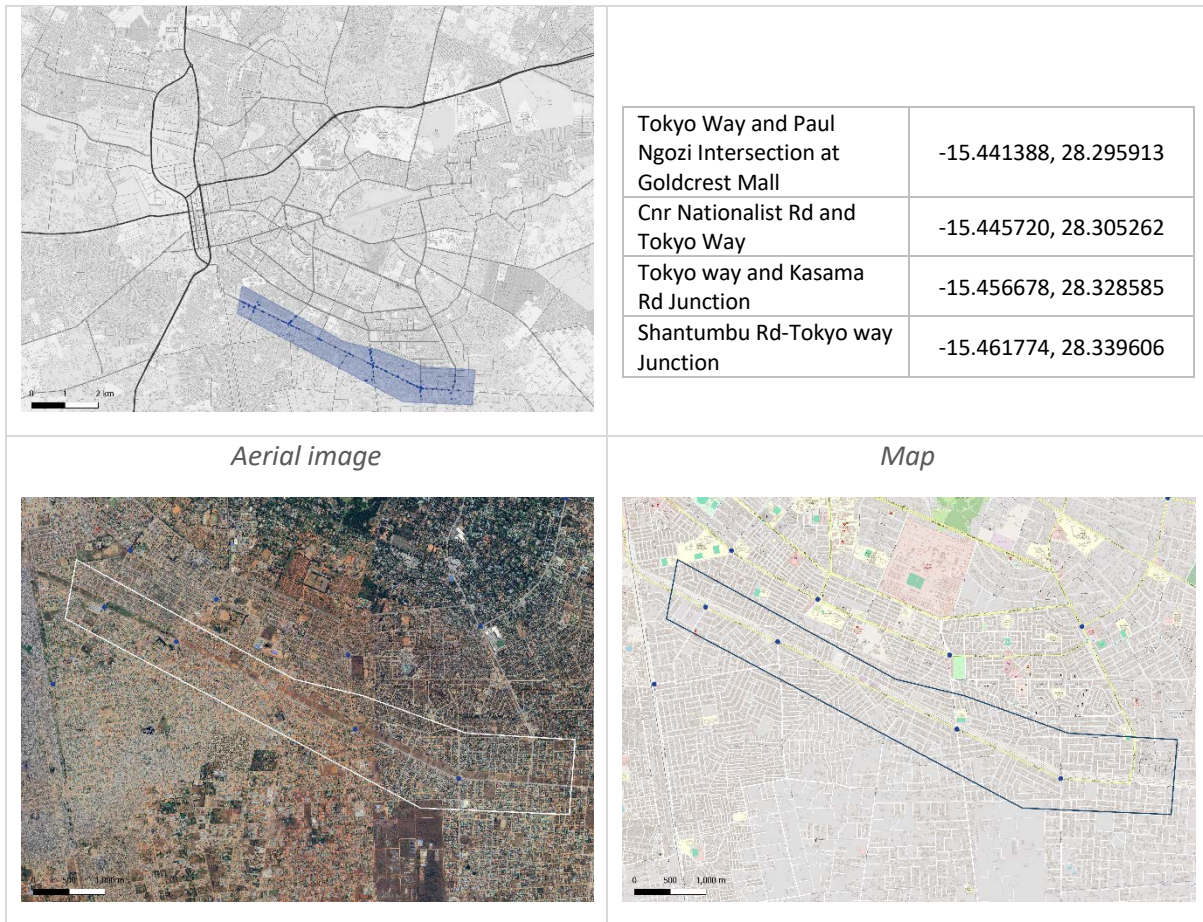 0 1 2 km
Tokyo Way and Paul
Ngozi Intersection at
Goldcrest Mall
-15.441388, 28.295913
Cnr Nationalist Rd and
Tokyo Way
-15.445720, 28.305262
Tokyo way and Kasama
Rd Junction
-15.456678, 28.328585
Shantumbu Rd-Tokyo way
Junction
-15.461774, 28.339606
Aerial image
Map
0 500 1,000 m
0 500 1,000 m